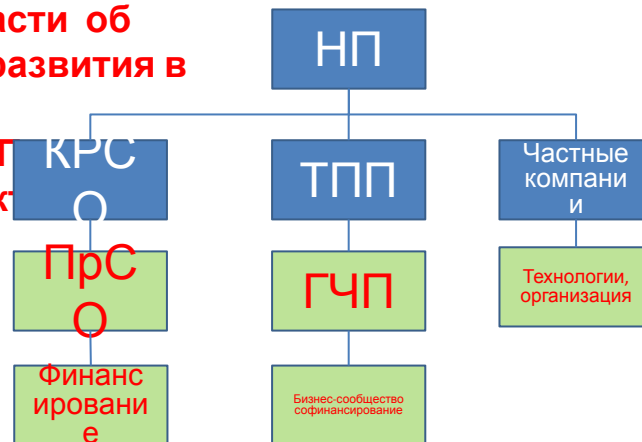 асти об
развития в
НП
КРС
О
ТПП
Частные
компани
и
ПрС
О
ГЧП
Технологии,
организация
Финанс
ировани
е
Бизнес-сообщество
софинансирование